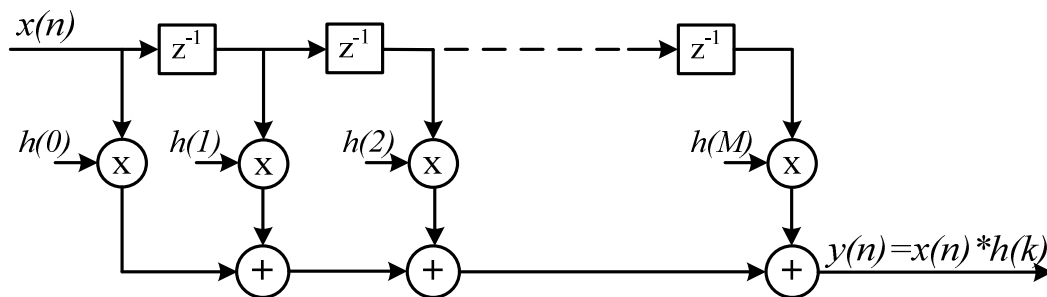 x(n)
z⁻¹ z⁻¹ z⁻¹
h(0) h(1) h(2) h(M)
x x x x
+ + +
y(n)=x(n)*h(k)